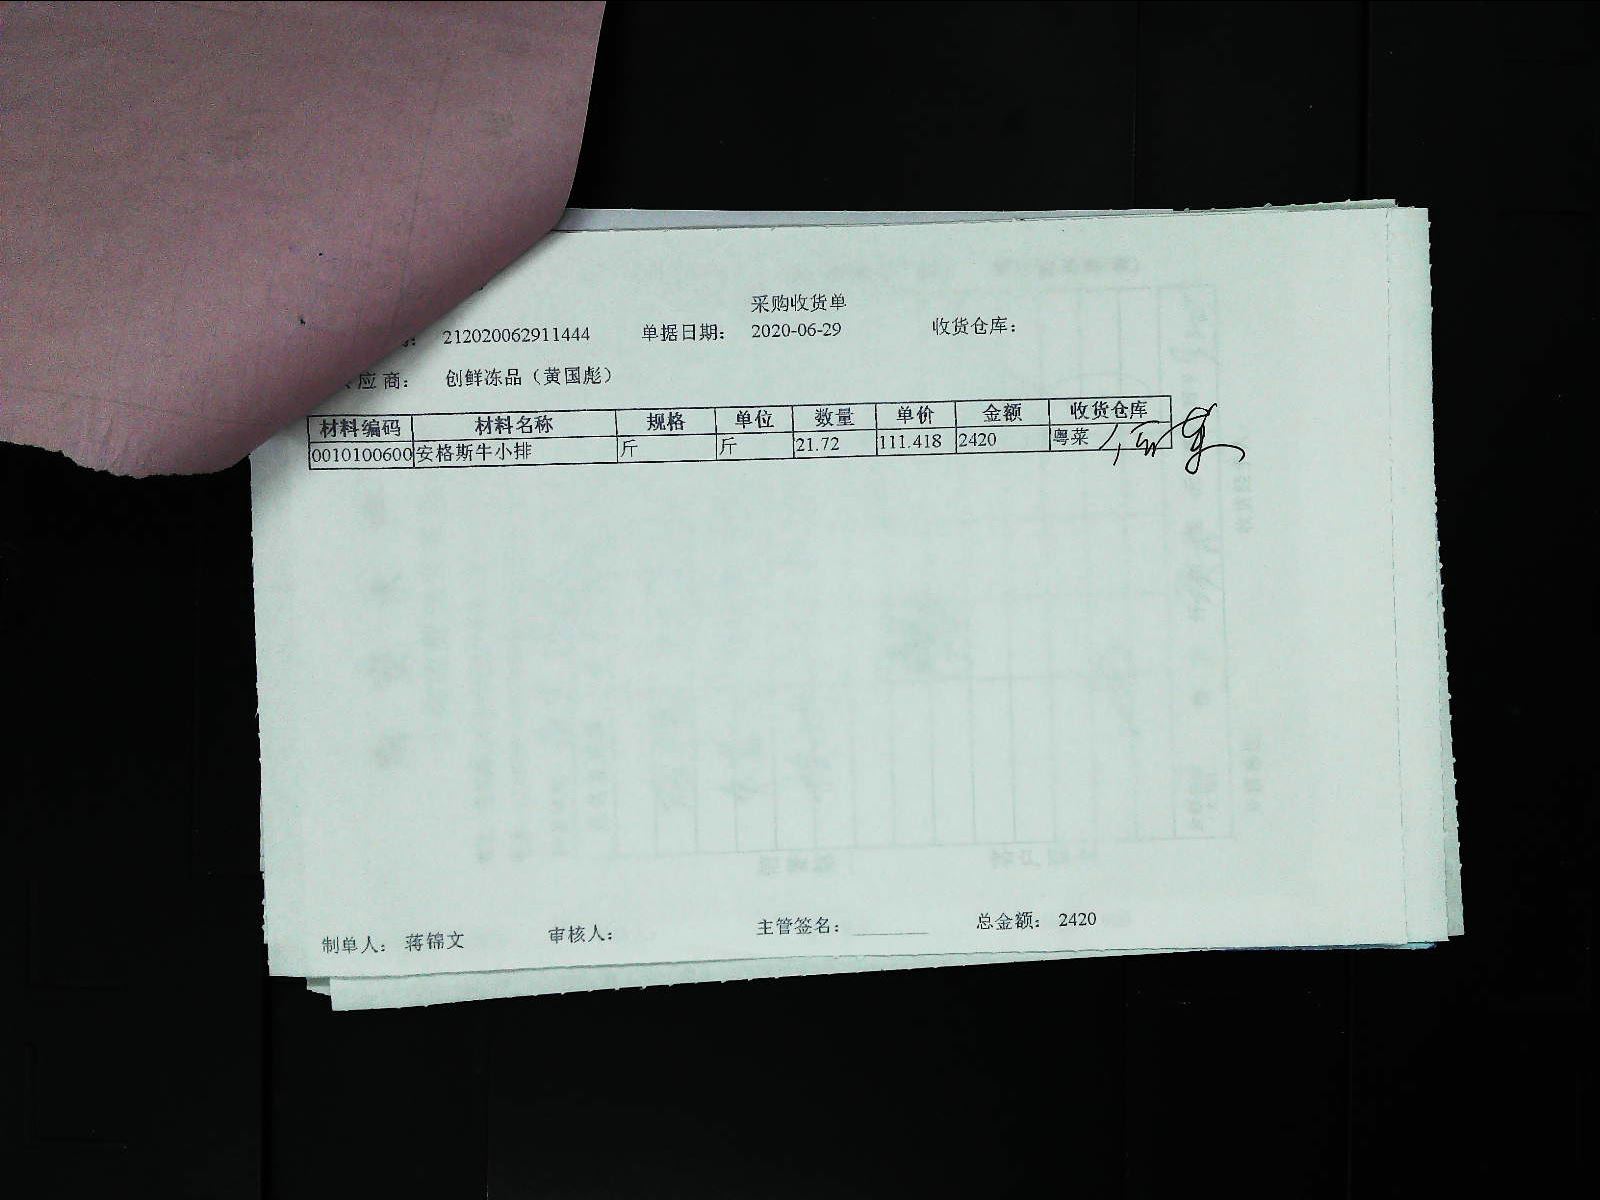 采购收货单
212020062911444 单据日期： 2020-06-29 收货仓库：
应商： 创鲜冻品（黄国彪）
材料编码 材料名称 规格 单位 数量 单价 金额 收货仓库
0010100600 安格斯牛小排 斤 斤 21.72 111.418 2420 粤菜
制单人： 蒋锦文 审核人： 主管签名：________ 总金额： 2420